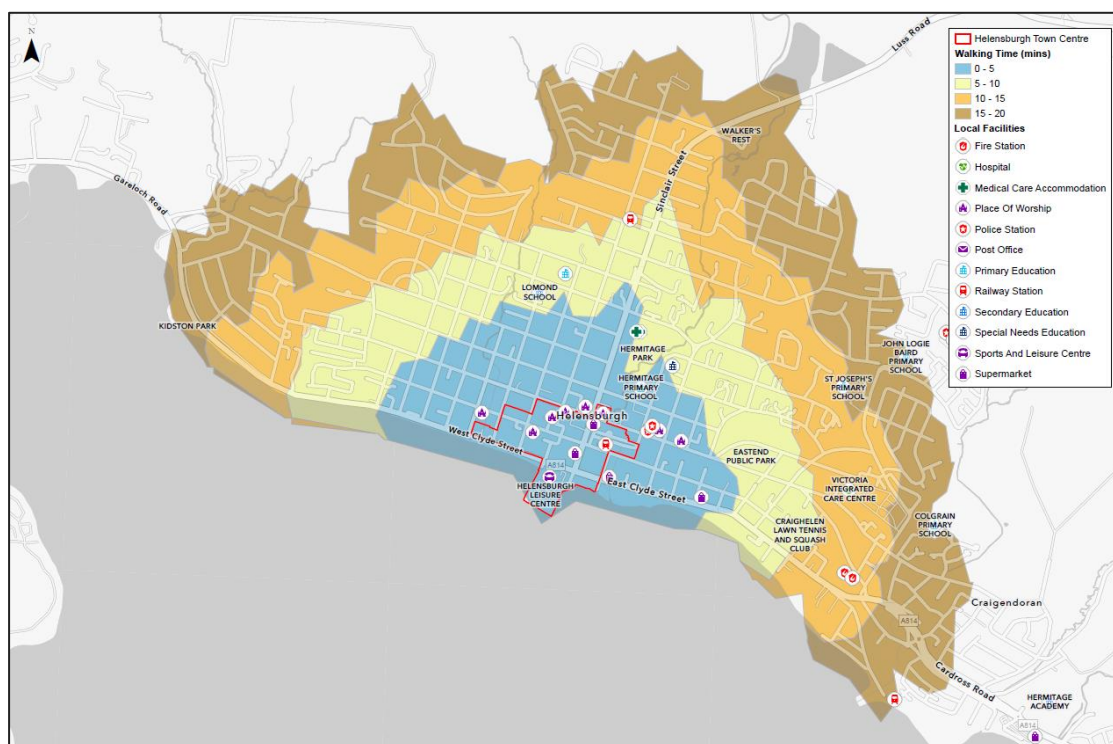 N
Luss Road
WALKER'S
REST
Sinclair Street
Gareloch Road
LOMOND
SCHOOL
KIDSTON PARK
HERMITAGE
PARK
HERMITAGE
PRIMARY
SCHOOL
JOHN LOGIE
BAIRD
PRIMARY
SCHOOL
ST JOSEPH'S
PRIMARY
SCHOOL
Helensburgh
West Clyde Street
A814
HELENSBURGH
LEISURE
CENTRE
East Clyde Street
EASTEND
PUBLIC PARK
VICTORIA
INTEGRATED
CARE CENTRE
CRAIGHELEN
LAWN TENNIS
AND SQUASH
CLUB
COLGRAIN
PRIMARY
SCHOOL
Craigendoran
A814
Cardross Road
HERMITAGE
ACADEMY
A814
Helensburgh Town Centre
Walking Time (mins)
0 - 5
5 - 10
10 - 15
15 - 20
Local Facilities
Fire Station
Hospital
Medical Care Accommodation
Place Of Worship
Police Station
Post Office
Primary Education
Railway Station
Secondary Education
Special Needs Education
Sports And Leisure Centre
Supermarket